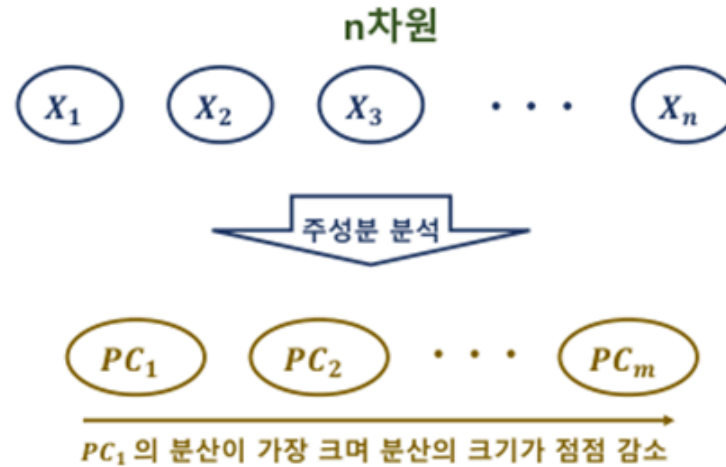 n차원
X₁ X₂ X₃ · · · Xₙ
주성분 분석
PC₁ PC₂ · · · PCₘ
PC₁ 의 분산이 가장 크며 분산의 크기가 점점 감소